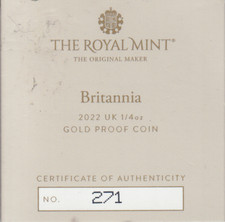 THE ROYAL MINT®
THE ORIGINAL MAKER
Britannia
2022 UK 1/4oz
GOLD PROOF COIN
CERTIFICATE OF AUTHENTICITY
NO. 271